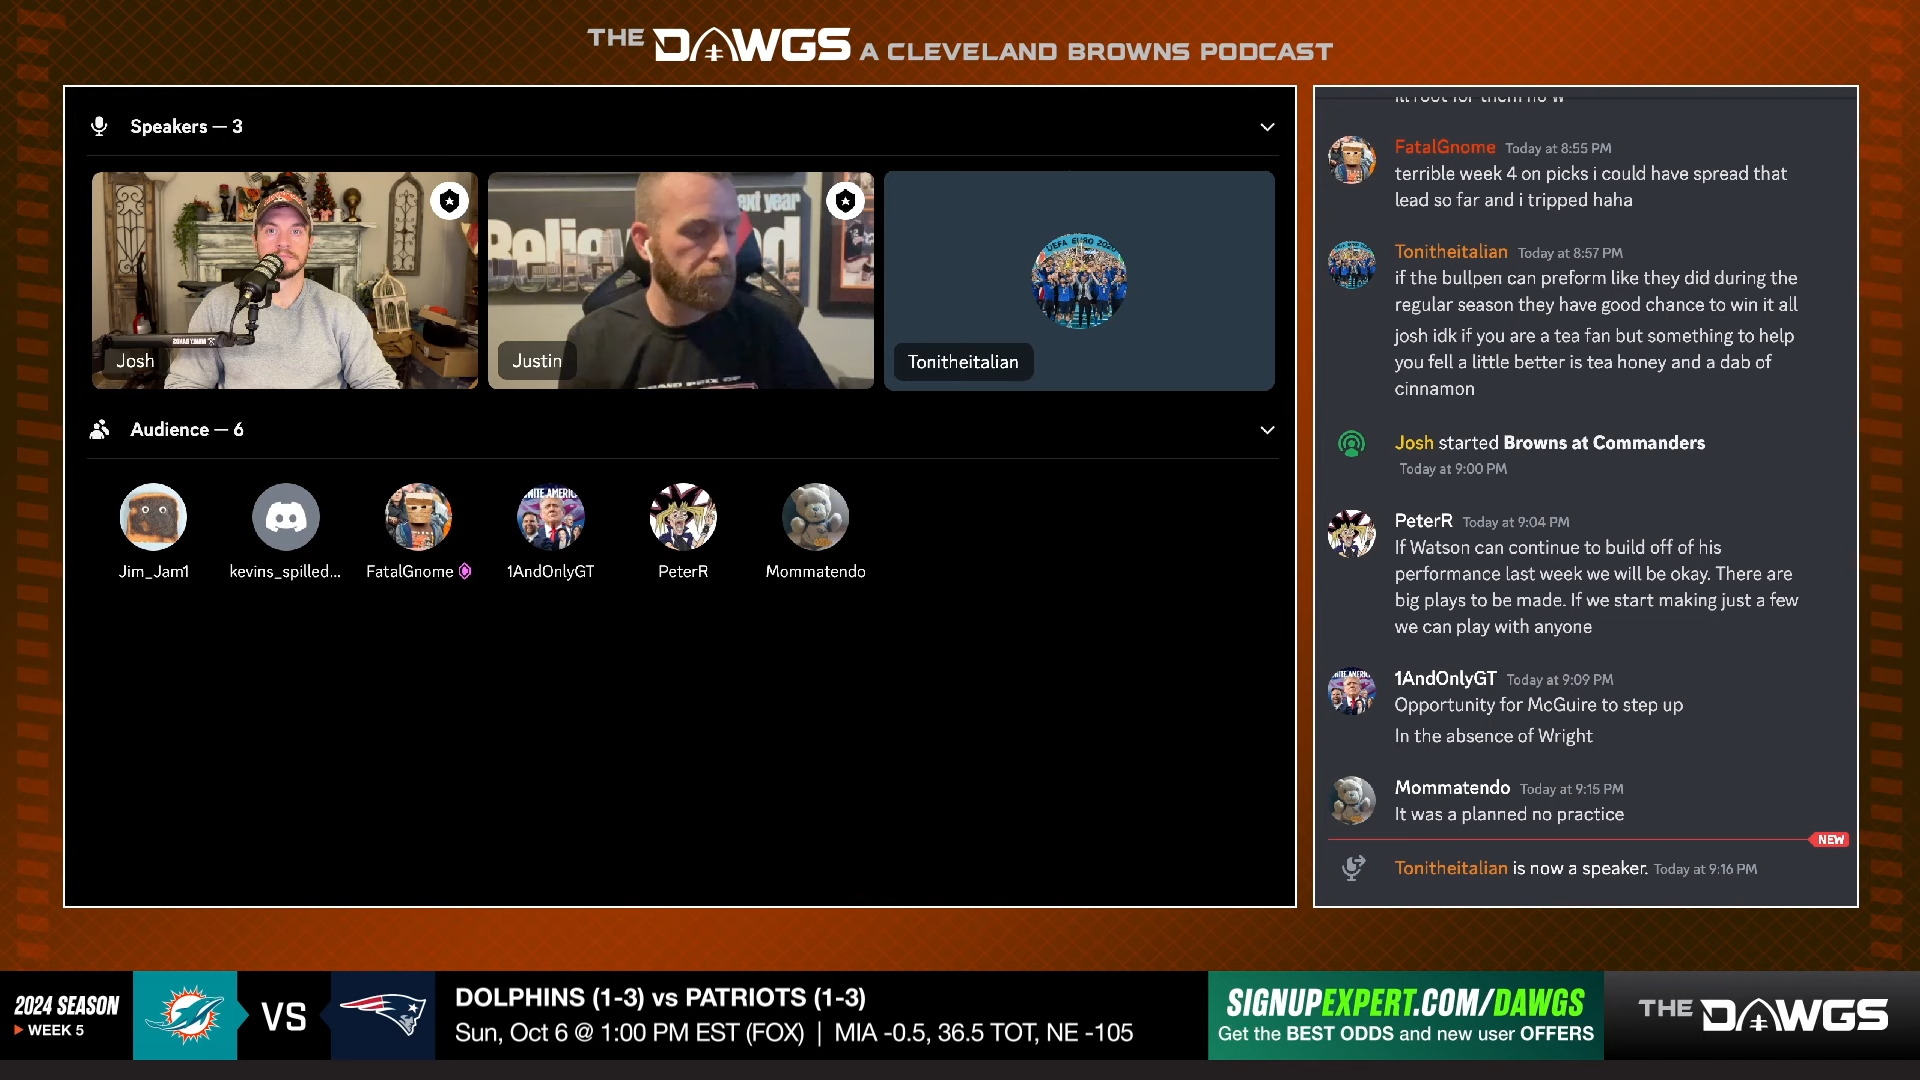 THE DAWGS A CLEVELAND BROWNS PODCAST
Speakers — 3
Josh
Justin
Tonitheitalian
UEFA EURO 2020
Audience — 6
Jim_Jam1
kevins_spilled...
FatalGnome
1AndOnlyGT
PeterR
Mommatendo
FatalGnome Today at 8:55 PM
terrible week 4 on picks i could have spread that
lead so far and i tripped haha
Tonitheitalian Today at 8:57 PM
if the bullpen can preform like they did during the
regular season they have good chance to win it all
josh idk if you are a tea fan but something to help
you fell a little better is tea honey and a dab of
cinnamon
Josh started Browns at Commanders
Today at 9:00 PM
PeterR Today at 9:04 PM
If Watson can continue to build off of his
performance last week we will be okay. There are
big plays to be made. If we start making just a few
we can play with anyone
1AndOnlyGT Today at 9:09 PM
Opportunity for McGuire to step up
In the absence of Wright
Mommatendo Today at 9:15 PM
It was a planned no practice
NEW
Tonitheitalian is now a speaker. Today at 9:16 PM
2024 SEASON
WEEK 5
VS
DOLPHINS (1-3) vs PATRIOTS (1-3)
Sun, Oct 6 @ 1:00 PM EST (FOX) | MIA -0.5, 36.5 TOT, NE -105
SIGNUPEXPERT.COM/DAWGS
Get the BEST ODDS and new user OFFERS
THE DAWGS